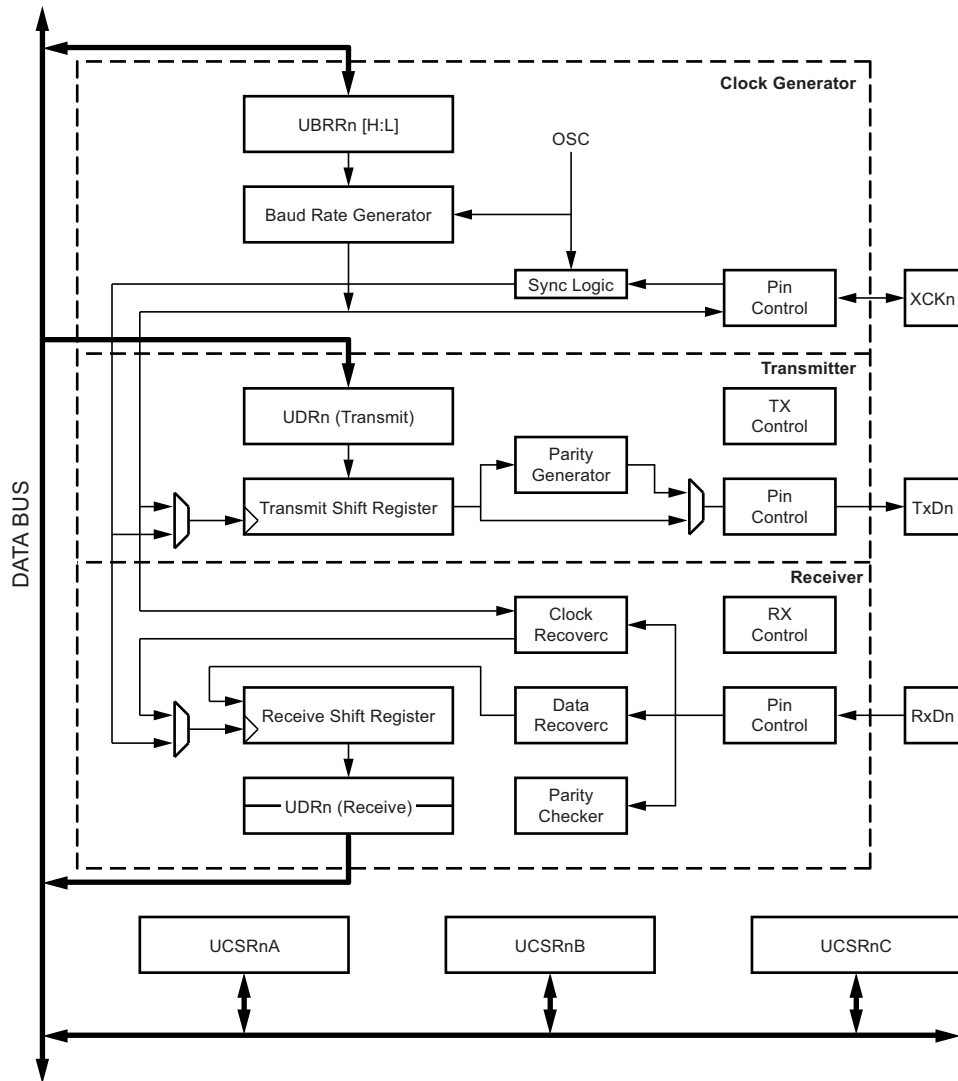 Clock Generator
UBRRn [H:L]
OSC
Baud Rate Generator
Sync Logic
Pin
Control
XCKn
Transmitter
UDRn (Transmit)
TX
Control
Parity
Generator
Transmit Shift Register
Pin
Control
TxDn
DATA BUS
Receiver
Clock
Recoverc
RX
Control
Receive Shift Register
Data
Recoverc
Pin
Control
RxDn
UDRn (Receive)
Parity
Checker
UCSRnA
UCSRnB
UCSRnC